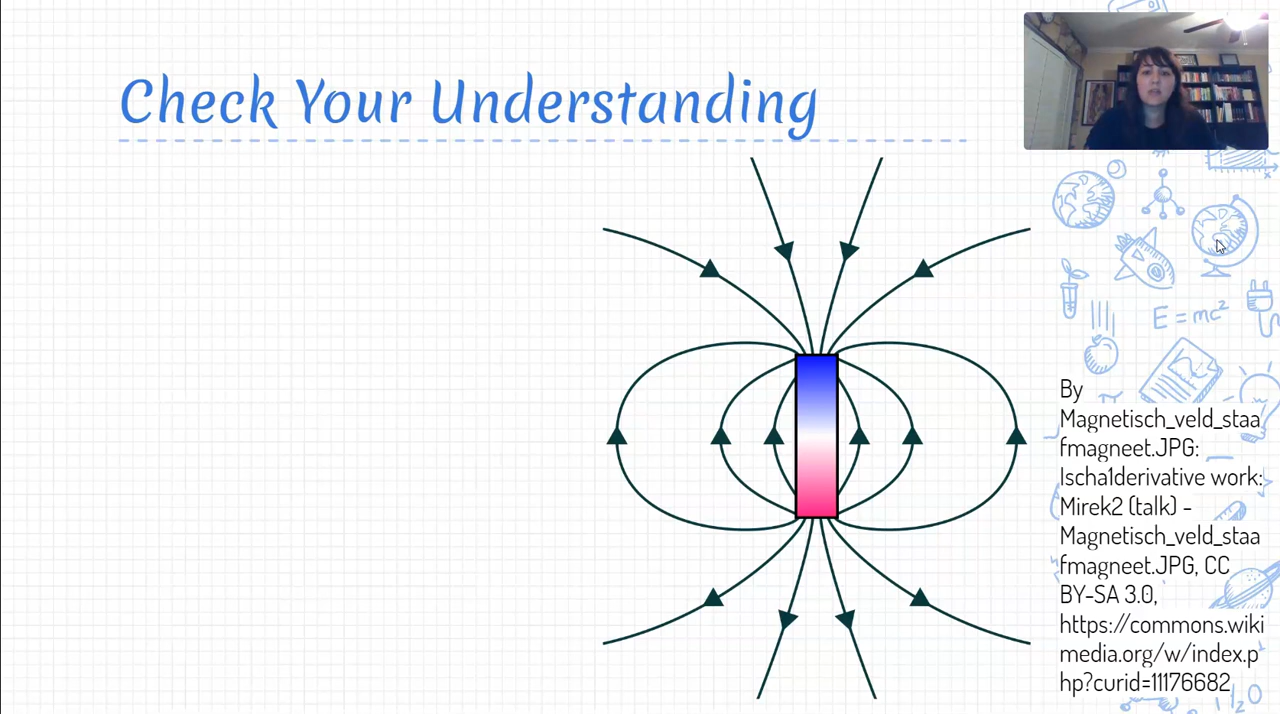 Check Your Understanding
E = mc²
By
Magnetisch_veld_staa
fmagneet.JPG:
Ischa1derivative work:
Mirek2 (talk) -
Magnetisch_veld_staa
fmagneet.JPG, CC
BY-SA 3.0,
https://commons.wiki
media.org/w/index.p
hp?curid=11176682